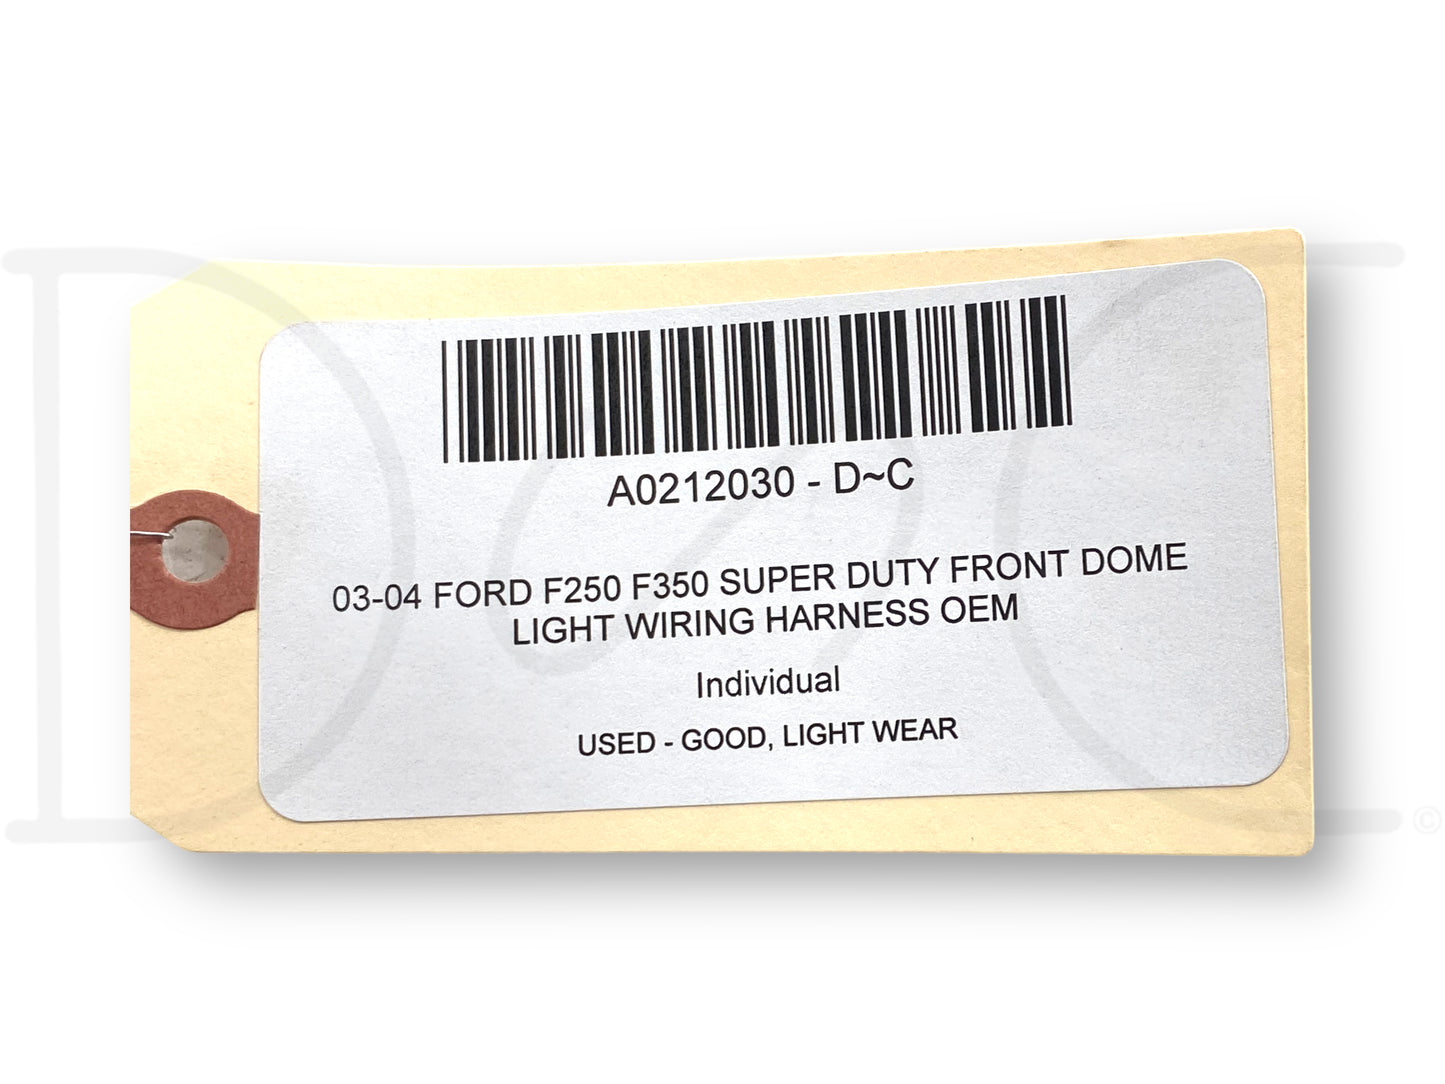 A0212030 - D~C
03-04 FORD F250 F350 SUPER DUTY FRONT DOME
LIGHT WIRING HARNESS OEM
Individual
USED - GOOD, LIGHT WEAR
©